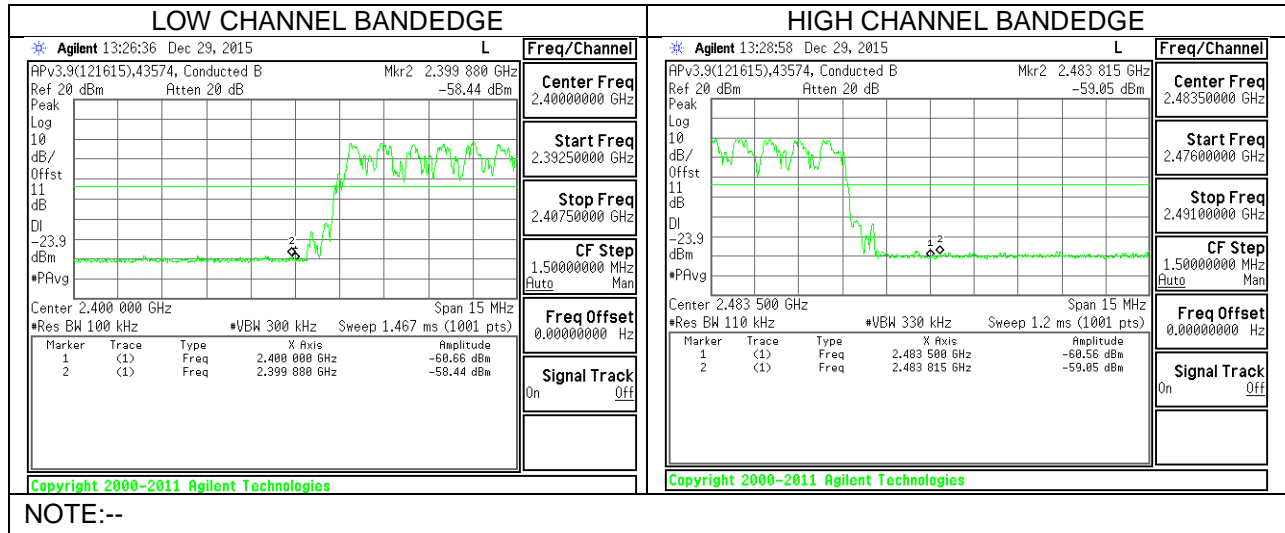 LOW CHANNEL BANDEDGE
Agilent 13:26:36 Dec 29, 2015 L
APv3.9(121615),43574, Conducted B Mkr2 2.399 880 GHz
Ref 20 dBm Atten 20 dB -58.44 dBm
Peak
Log
10
dB/
Offst
11
dB
DI
-23.9
dBm
#PAvg
2
Center 2.400 000 GHz Span 15 MHz
#Res BW 100 kHz #VBW 300 kHz Sweep 1.467 ms (1001 pts)
Marker Trace Type X Axis Amplitude
1 (1) Freq 2.400 000 GHz -60.66 dBm
2 (1) Freq 2.399 880 GHz -58.44 dBm
Copyright 2000-2011 Agilent Technologies
Freq/Channel
Center Freq
2.40000000 GHz
Start Freq
2.39250000 GHz
Stop Freq
2.40750000 GHz
CF Step
1.50000000 MHz
Auto Man
Freq Offset
0.00000000 Hz
Signal Track
On Off
HIGH CHANNEL BANDEDGE
Agilent 13:28:58 Dec 29, 2015 L
APv3.9(121615),43574, Conducted B Mkr2 2.483 815 GHz
Ref 20 dBm Atten 20 dB -59.05 dBm
Peak
Log
10
dB/
Offst
11
dB
DI
-23.9
dBm
#PAvg
1 2
Center 2.483 500 GHz Span 15 MHz
#Res BW 110 kHz #VBW 330 kHz Sweep 1.2 ms (1001 pts)
Marker Trace Type X Axis Amplitude
1 (1) Freq 2.483 500 GHz -60.56 dBm
2 (1) Freq 2.483 815 GHz -59.05 dBm
Copyright 2000-2011 Agilent Technologies
Freq/Channel
Center Freq
2.48350000 GHz
Start Freq
2.47600000 GHz
Stop Freq
2.49100000 GHz
CF Step
1.50000000 MHz
Auto Man
Freq Offset
0.00000000 Hz
Signal Track
On Off
NOTE:--